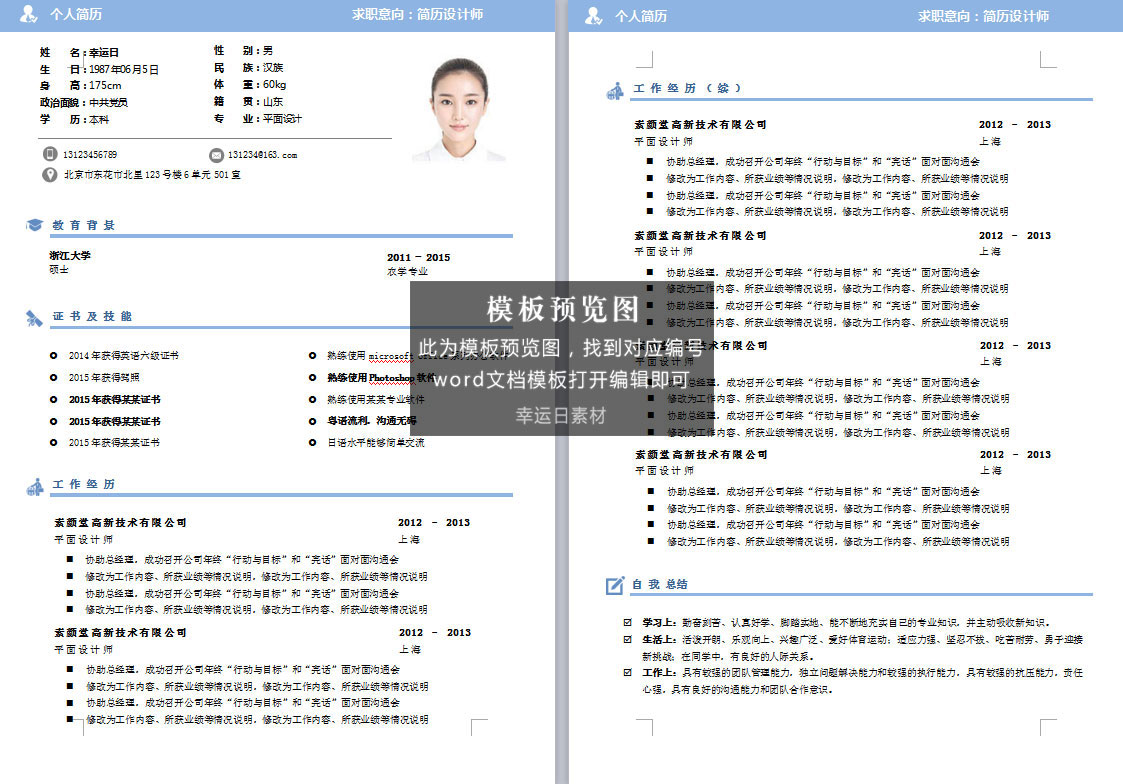 个人简历
求职意向：简历设计师
姓 名：幸运日
性 别：男
生 日：1987年06月5日
民 族：汉族
身 高：175cm
体 重：60kg
政治面貌：中共党员
籍 贯：山东
学 历：本科
专 业：平面设计
13123456789
131234@163.com
北京市东花市北里123号楼6单元501室
教育背景
浙江大学
2011 - 2015
硕士
农学专业
证书及技能
2014年获得英语六级证书
熟练使用microsoft office
2015年获得驾照
熟练使用Photoshop软件
2015年获得某某证书
熟练使用某某专业软件
2015年获得某某证书
粤语流利，沟通无碍
2015年获得某某证书
日语水平能够简单交流
工作经历
索颜堂高新技术有限公司
2012 - 2013
平面设计师
上海
协助总经理，成功召开公司年终“行动与目标”和“完话”面对面沟通会
修改为工作内容、所获业绩等情况说明，修改为工作内容、所获业绩等情况说明
协助总经理，成功召开公司年终“行动与目标”和“完话”面对面沟通会
修改为工作内容、所获业绩等情况说明，修改为工作内容、所获业绩等情况说明
索颜堂高新技术有限公司
2012 - 2013
平面设计师
上海
协助总经理，成功召开公司年终“行动与目标”和“完话”面对面沟通会
修改为工作内容、所获业绩等情况说明，修改为工作内容、所获业绩等情况说明
协助总经理，成功召开公司年终“行动与目标”和“完话”面对面沟通会
修改为工作内容、所获业绩等情况说明，修改为工作内容、所获业绩等情况说明
个人简历
求职意向：简历设计师
工作经历（续）
索颜堂高新技术有限公司
2012 - 2013
平面设计师
上海
协助总经理，成功召开公司年终“行动与目标”和“完话”面对面沟通会
修改为工作内容、所获业绩等情况说明，修改为工作内容、所获业绩等情况说明
协助总经理，成功召开公司年终“行动与目标”和“完话”面对面沟通会
修改为工作内容、所获业绩等情况说明，修改为工作内容、所获业绩等情况说明
索颜堂高新技术有限公司
2012 - 2013
平面设计师
上海
协助总经理，成功召开公司年终“行动与目标”和“完话”面对面沟通会
修改为工作内容、所获业绩等情况说明，修改为工作内容、所获业绩等情况说明
协助总经理，成功召开公司年终“行动与目标”和“完话”面对面沟通会
修改为工作内容、所获业绩等情况说明，修改为工作内容、所获业绩等情况说明
索颜堂高新技术有限公司
2012 - 2013
平面设计师
上海
协助总经理，成功召开公司年终“行动与目标”和“完话”面对面沟通会
修改为工作内容、所获业绩等情况说明，修改为工作内容、所获业绩等情况说明
协助总经理，成功召开公司年终“行动与目标”和“完话”面对面沟通会
修改为工作内容、所获业绩等情况说明，修改为工作内容、所获业绩等情况说明
索颜堂高新技术有限公司
2012 - 2013
平面设计师
上海
协助总经理，成功召开公司年终“行动与目标”和“完话”面对面沟通会
修改为工作内容、所获业绩等情况说明，修改为工作内容、所获业绩等情况说明
协助总经理，成功召开公司年终“行动与目标”和“完话”面对面沟通会
修改为工作内容、所获业绩等情况说明，修改为工作内容、所获业绩等情况说明
自我总结
学习上：勤奋刻苦、认真好学、脚踏实地、能不断地充实自已的专业知识，并主动吸收新知识。
生活上：活泼开朗、乐观向上、兴趣广泛、爱好体育运动；适应力强、坚忍不拔、吃苦耐劳、勇于迎接
新挑战；在同学中，有良好的人际关系。
工作上：具有较强的团队管理能力，独立问题解决能力和较强的执行能力，具有较强的抗压能力，责任
心强，具有良好的沟通能力和团队合作意识。
模板预览图
此为模板预览图，找到对应编号
word文档模板打开编辑即可
幸运日素材